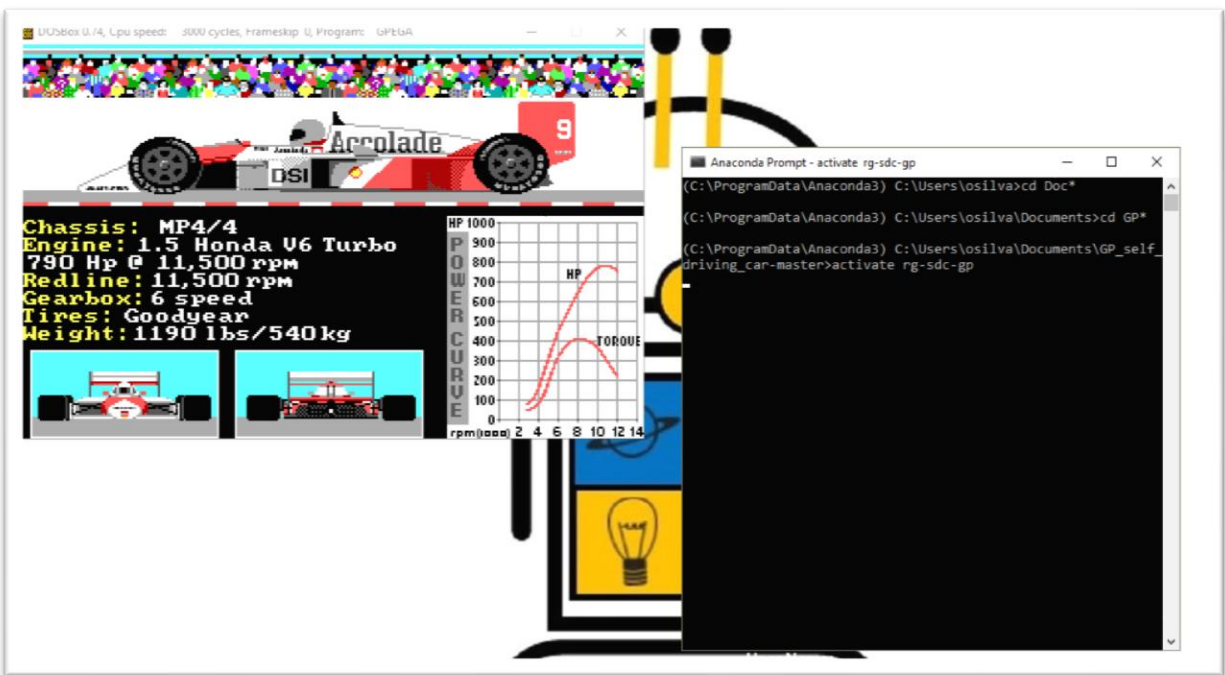 DOSBox 0.74, Cpu speed: 3000 cycles, Frameskip 0, Program: GPEGA
Accolade
DSI
9
Chassis: MP4/4
Engine: 1.5 Honda V6 Turbo
790 Hp @ 11,500 rpm
Redline: 11,500 rpm
Gearbox: 6 speed
Tires: Goodyear
Weight: 1190 lbs/540kg
POWER CURVE
HP 1000
900
800
700
600
500
400
300
200
100
0
HP
TORQUE
rpm(1000) 2 4 6 8 10 12 14
Anaconda Prompt - activate rg-sdc-gp
(C:\ProgramData\Anaconda3) C:\Users\osilva>cd Doc*
(C:\ProgramData\Anaconda3) C:\Users\osilva\Documents>cd GP*
(C:\ProgramData\Anaconda3) C:\Users\osilva\Documents\GP_self_
driving_car-master>activate rg-sdc-gp